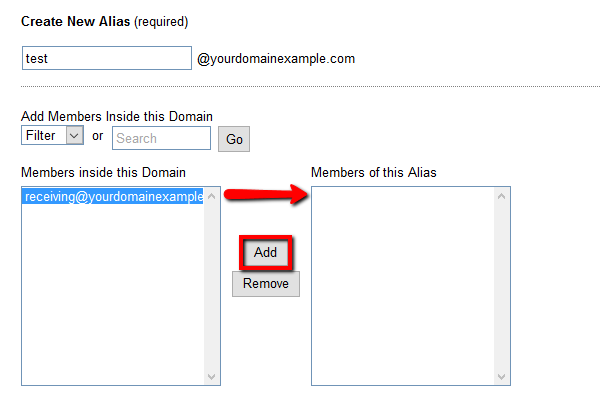 Create New Alias (required)
test @yourdomainexample.com
Add Members Inside this Domain
Filter or Search Go
Members inside this Domain Members of this Alias
receiving@yourdomainexample
Add
Remove